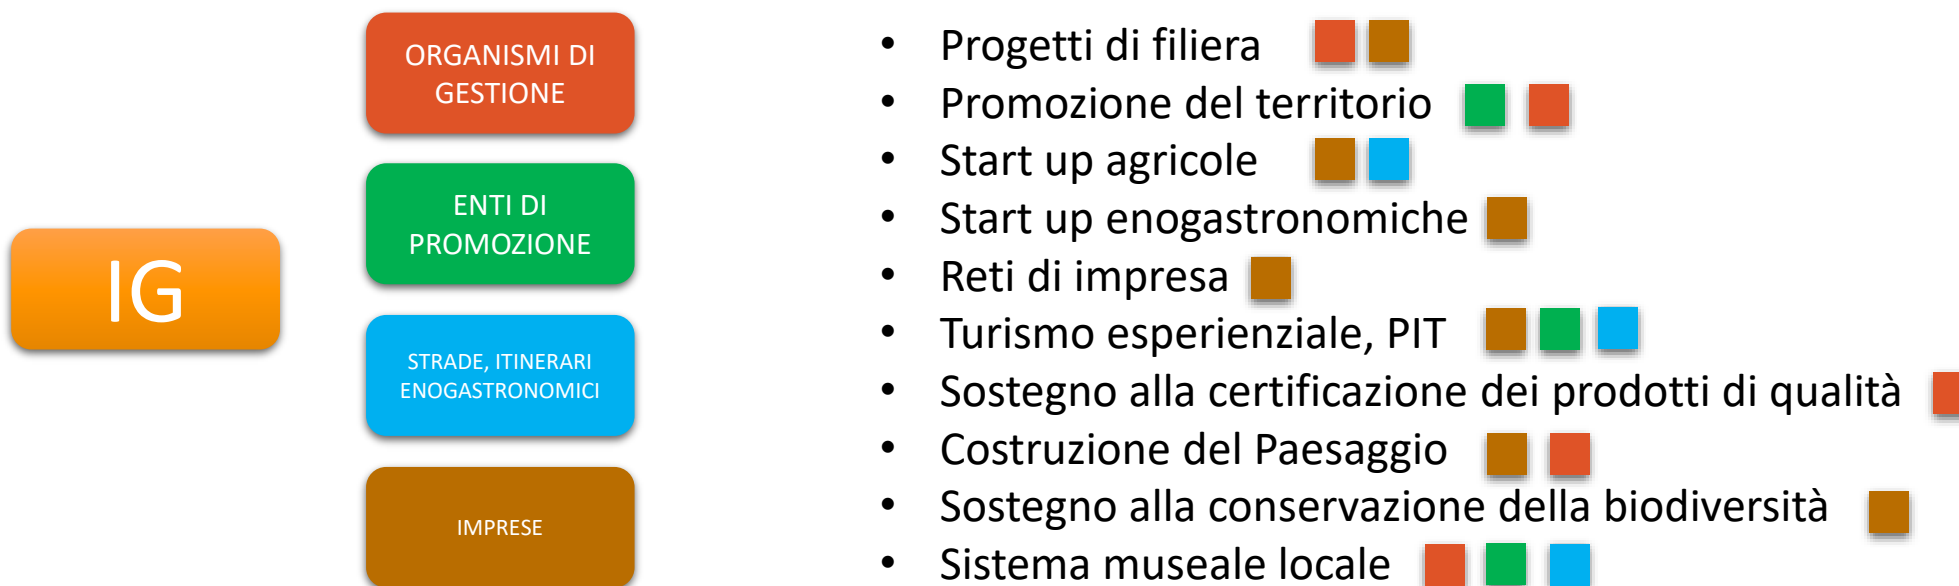 IG
ORGANISMI DI
GESTIONE
ENTI DI
PROMOZIONE
STRADE, ITINERARI
ENOGASTRONOMICI
IMPRESE
• Progetti di filiera
• Promozione del territorio
• Start up agricole
• Start up enogastronomiche
• Reti di impresa
• Turismo esperienziale, PIT
• Sostegno alla certificazione dei prodotti di qualità
• Costruzione del Paesaggio
• Sostegno alla conservazione della biodiversità
• Sistema museale locale